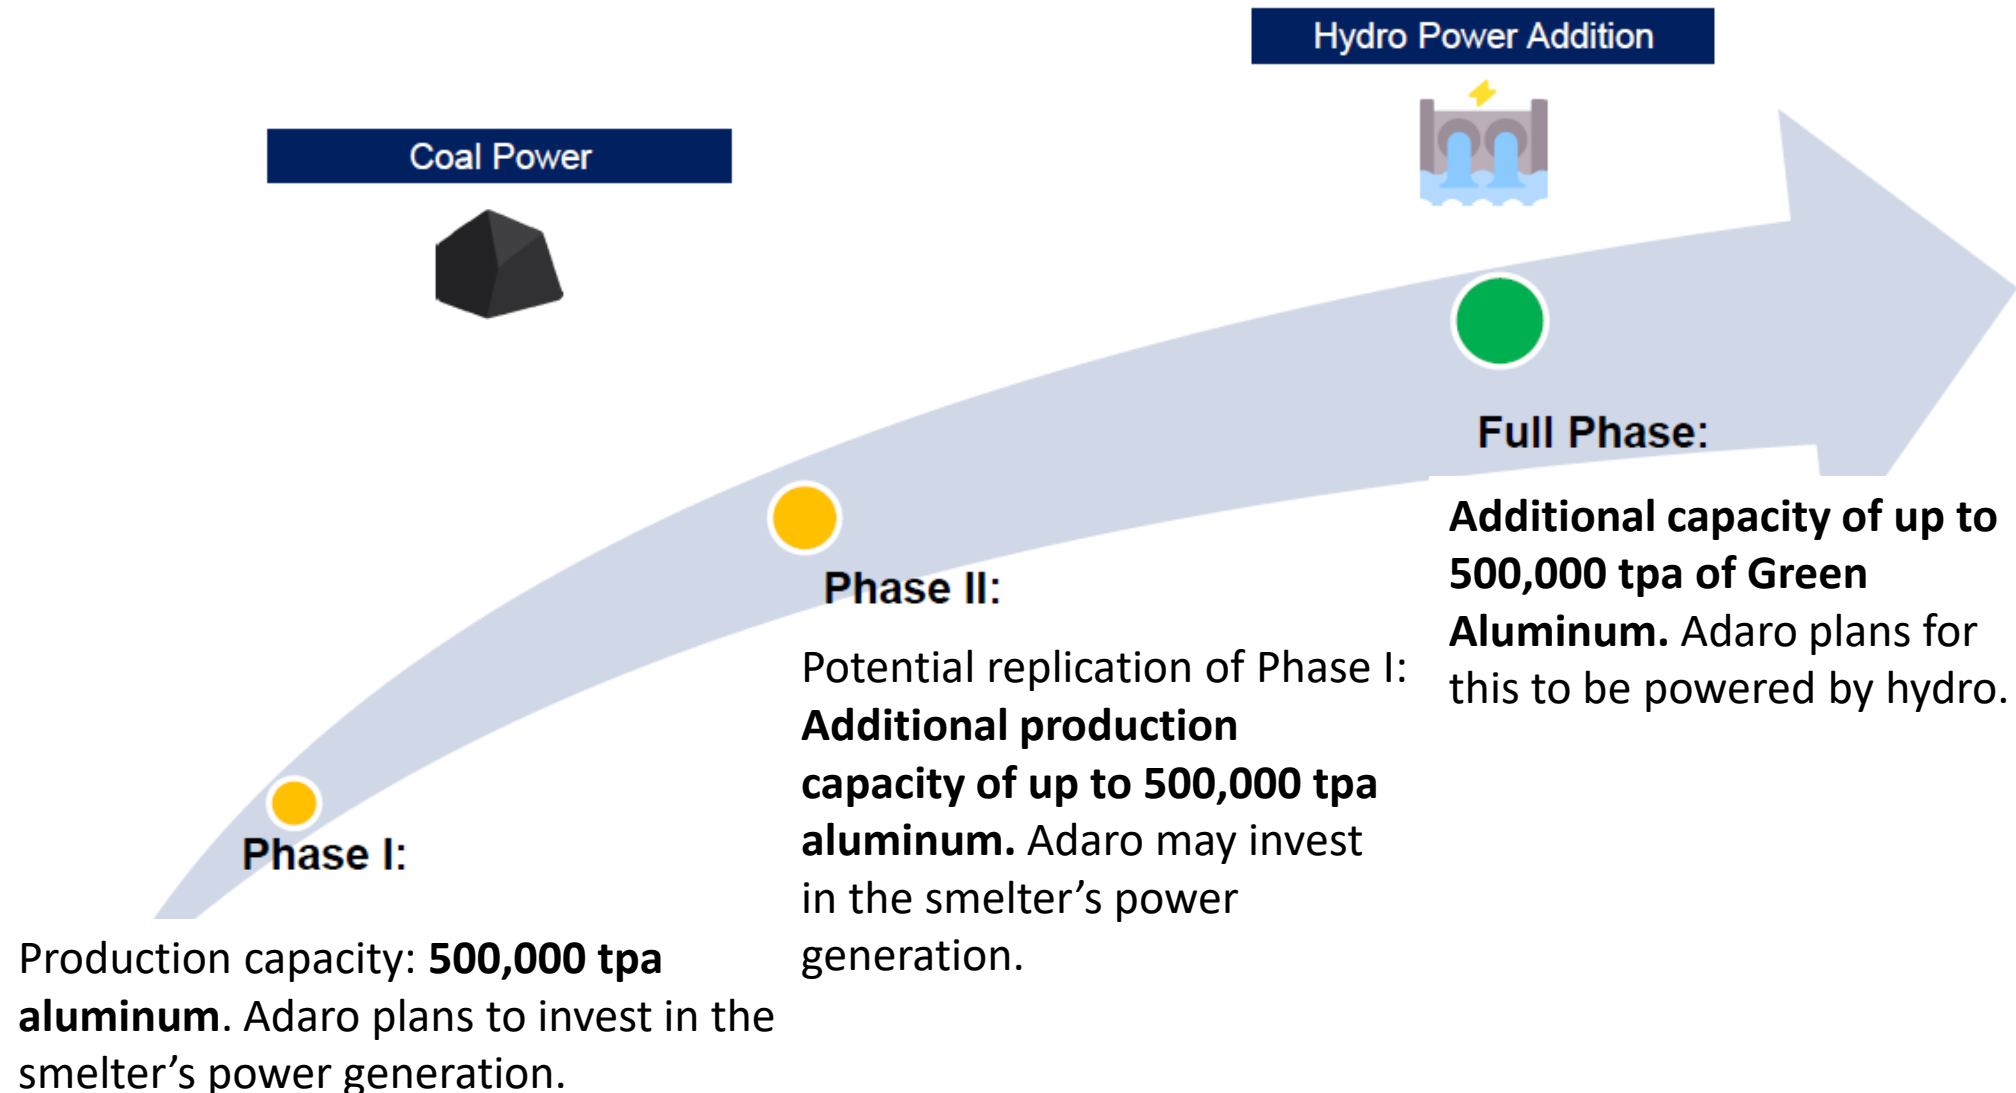 Hydro Power Addition
Coal Power
Full Phase:
Additional capacity of up to
500,000 tpa of Green
Aluminum. Adaro plans for
this to be powered by hydro.
Phase II:
Potential replication of Phase I:
Additional production
capacity of up to 500,000 tpa
aluminum. Adaro may invest
in the smelter’s power
generation.
Phase I:
Production capacity: 500,000 tpa
aluminum. Adaro plans to invest in the
smelter’s power generation.